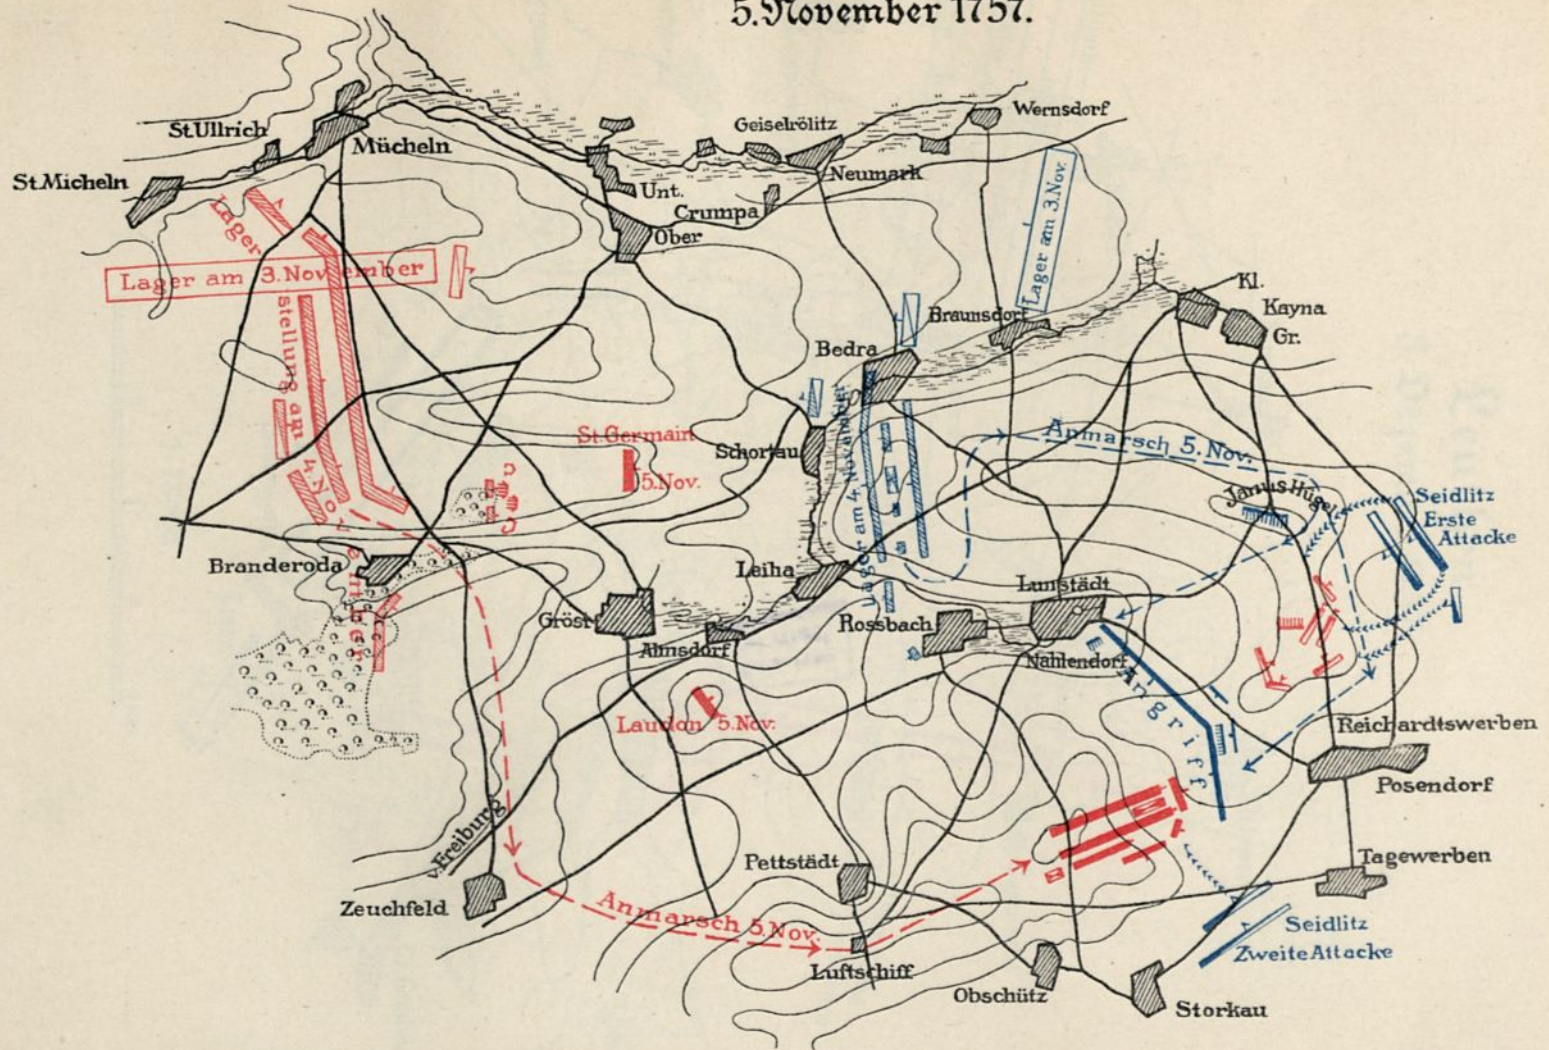 5. November 1757.
St. Ullrich
Mücheln
St. Micheln
Geiselrölitz
Wernsdorf
Neumark
Unt.
Crumpa
Ober
Lager
Lager am 3. November
stellung am 4. November
Lager am 3. Nov.
Kl.
Kayna
Gr.
Braunsdorf
Bedra
St. Germain
5. Nov.
Schortau
Lager am 4. November
Anmarsch 5. Nov.
Janus Hügel
Seidlitz
Erste
Attacke
Branderoda
Leiha
Lunstädt
Gröst
Rossbach
Almsdorf
Nahlendorf
Angriff
Laudon 5. Nov.
Reichardtswerben
Posendorf
v. Freiburg
Pettstädt
Tagewerben
Zeuchfeld
Anmarsch 5. Nov.
Seidlitz
Zweite Attacke
Luftschiff
Obschütz
Storkau